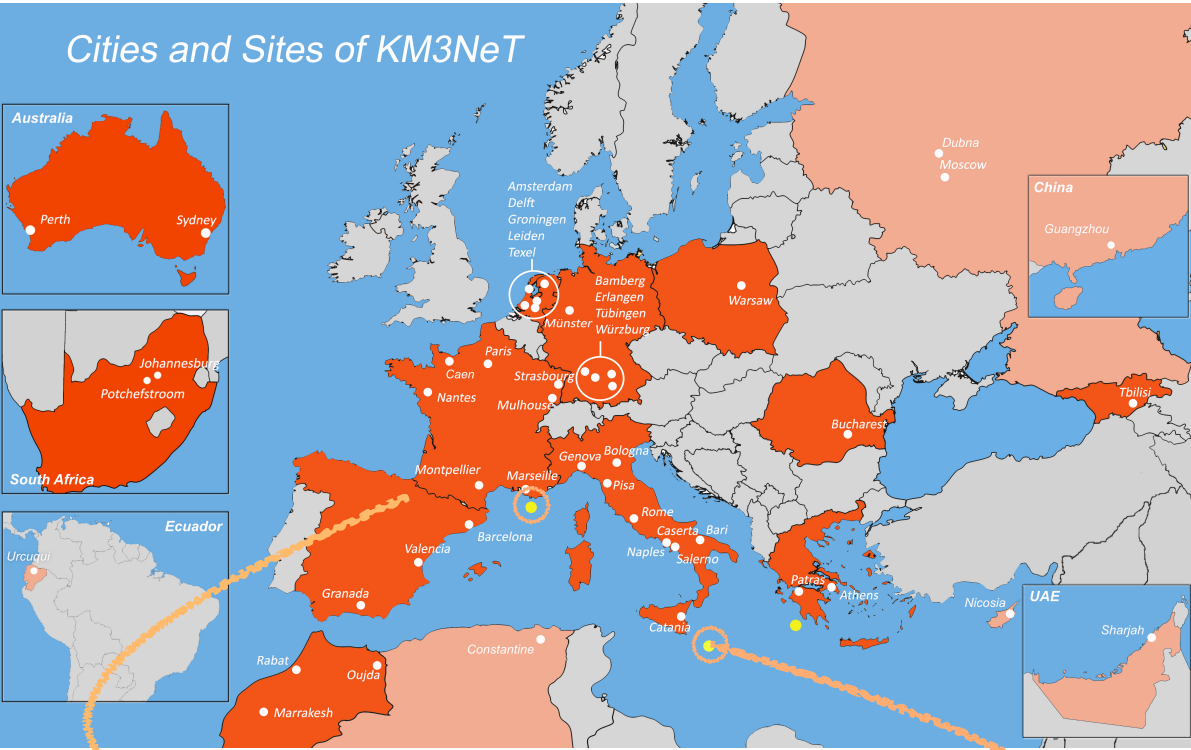 Cities and Sites of KM3NeT
Australia
Perth
Sydney
Johannesburg
Potchefstroom
South Africa
Ecuador
Urcuqui
Amsterdam
Delft
Groningen
Leiden
Texel
Bamberg
Erlangen
Tübingen
Würzburg
Münster
Warsaw
Dubna
Moscow
China
Guangzhou
Paris
Caen
Strasbourg
Nantes
Mulhouse
Tbilisi
Bucharest
Montpellier
Marseille
Genova
Bologna
Pisa
Rome
Barcelona
Caserta
Bari
Naples
Salerno
Valencia
Granada
Catania
Patras
Athens
Nicosia
UAE
Sharjah
Constantine
Rabat
Oujda
Marrakesh